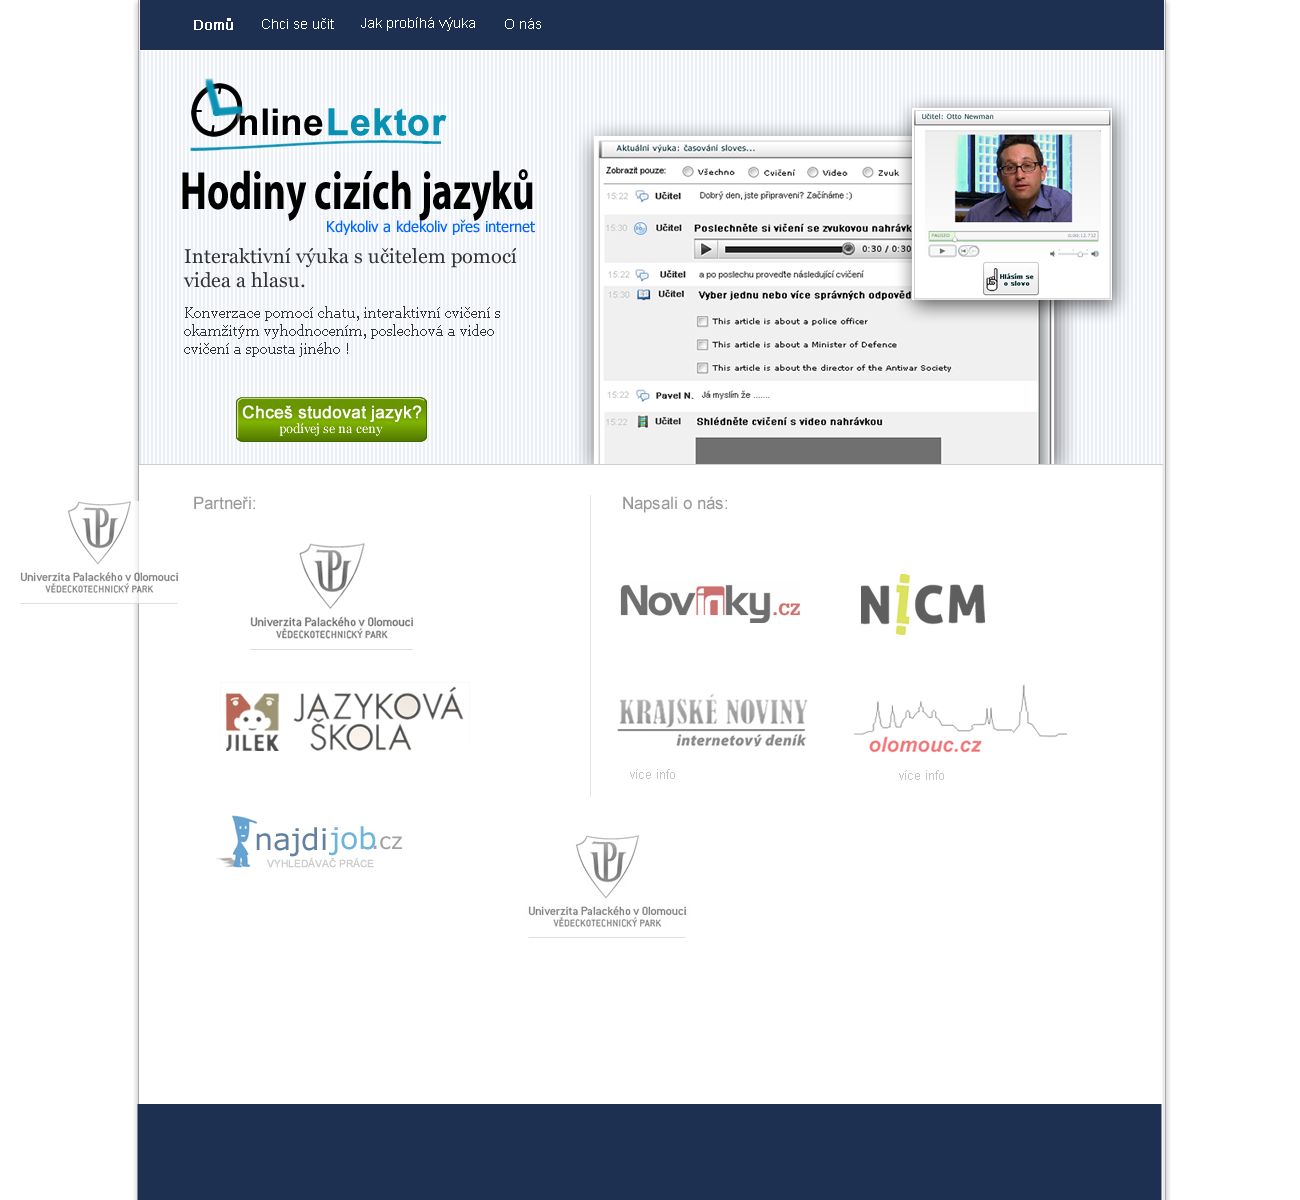 Domů
Chci se učit
Jak probíhá výuka
O nás
OnlineLektor
Hodiny cizích jazyků
Kdykoliv a kdekoliv přes internet
Interaktivní výuka s učitelem pomocí
videa a hlasu.
Konverzace pomocí chatu, interaktivní cvičení s
okamžitým vyhodnocením, poslechová a video
cvičení a spousta jiného !
Chceš studovat jazyk?
podívej se na ceny
Aktuální výuka: časování sloves...
Zobrazit pouze: Všechno Cvičení Video Zvuk
15:22 Učitel Dobrý den, jste připraveni? Začínáme :)
15:30 Učitel Poslechněte si vičení se zvukovou nahrávk
0:30 / 0:30
15:22 Učitel a po poslechu proveďte následující cvičení
15:30 Učitel Vyber jednu nebo více správných odpověd
This article is about a police officer
This article is about a Minister of Defence
This article is about the director of the Antiwar Society
15:22 Pavel N. Já myslím že .......
15:22 Učitel Shlédněte cvičení s video nahrávkou
Učitel: Otto Newman
PAUSED
Hlásím se
o slovo
Partneři:
Univerzita Palackého v Olomouci
VĚDECKOTECHNICKÝ PARK
Univerzita Palackého v Olomouci
VĚDECKOTECHNICKÝ PARK
JILEK
JAZYKOVÁ
ŠKOLA
najdijob.cz
VYHLEDÁVAČ PRÁCE
Univerzita Palackého v Olomouci
VĚDECKOTECHNICKÝ PARK
Napsali o nás:
Novinky.cz
NiCM
KRAJSKÉ NOVINY
internetový deník
více info
olomouc.cz
více info